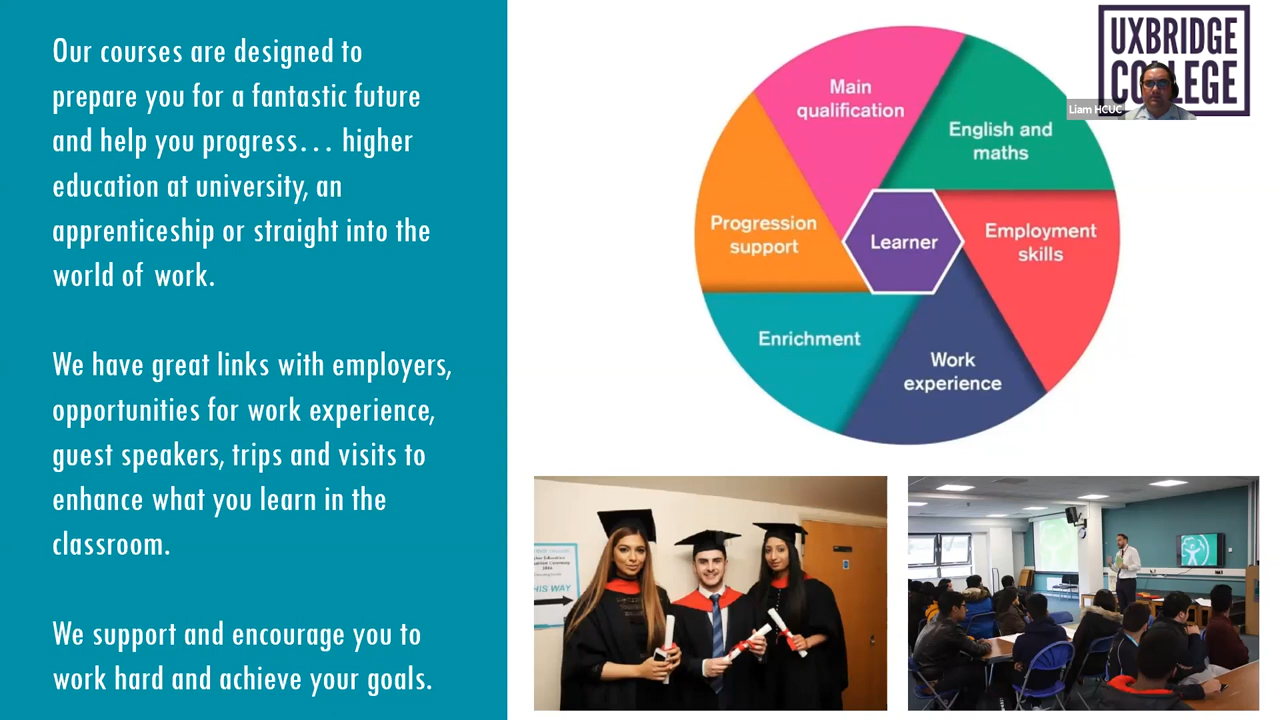 Our courses are designed to
prepare you for a fantastic future
and help you progress… higher
education at university, an
apprenticeship or straight into the
world of work.
We have great links with employers,
opportunities for work experience,
guest speakers, trips and visits to
enhance what you learn in the
classroom.
We support and encourage you to
work hard and achieve your goals.
Main
qualification
English and
maths
Employment
skills
Work
experience
Enrichment
Progression
support
Learner
UXBRIDGE
COLLEGE
Liam HCUC
THIS WAY